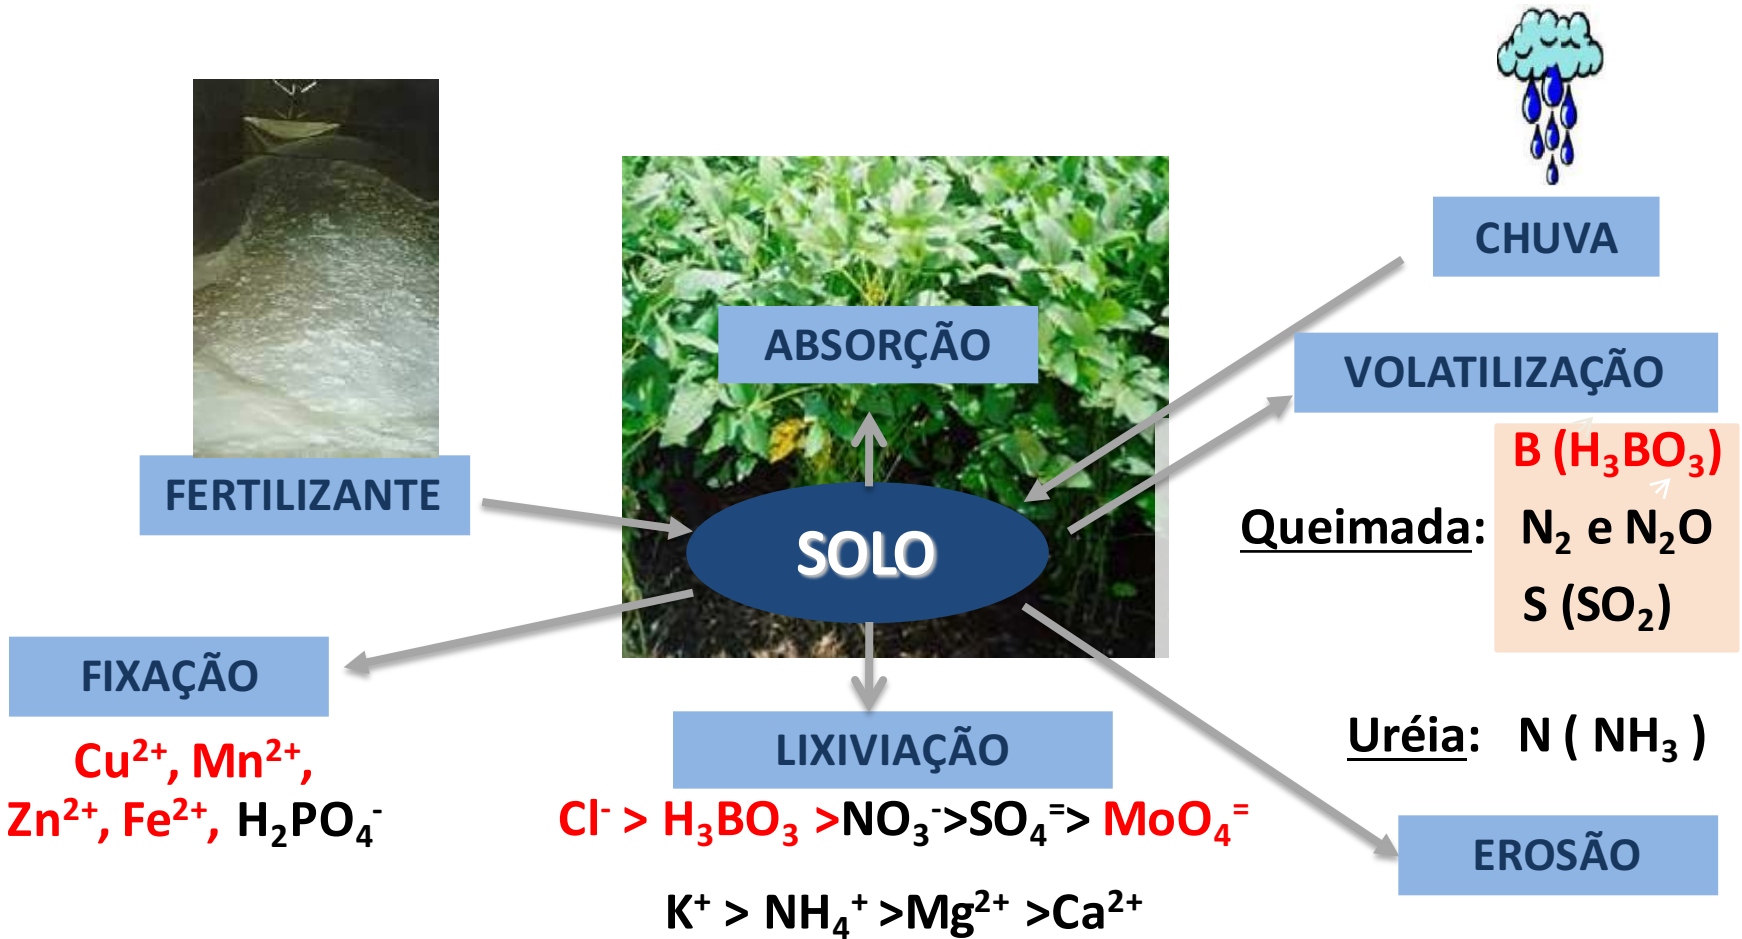 CHUVA
ABSORÇÃO
VOLATILIZAÇÃO
B (H₃BO₃)
FERTILIZANTE
Queimada: N₂ e N₂O
SOLO
S (SO₂)
FIXAÇÃO
Cu²⁺, Mn²⁺,
Zn²⁺, Fe²⁺, H₂PO₄⁻
LIXIVIAÇÃO
Cl⁻ > H₃BO₃ >NO₃⁻>SO₄⁼> MoO₄⁼
K⁺ > NH₄⁺ >Mg²⁺ >Ca²⁺
Uréia: N ( NH₃ )
EROSÃO